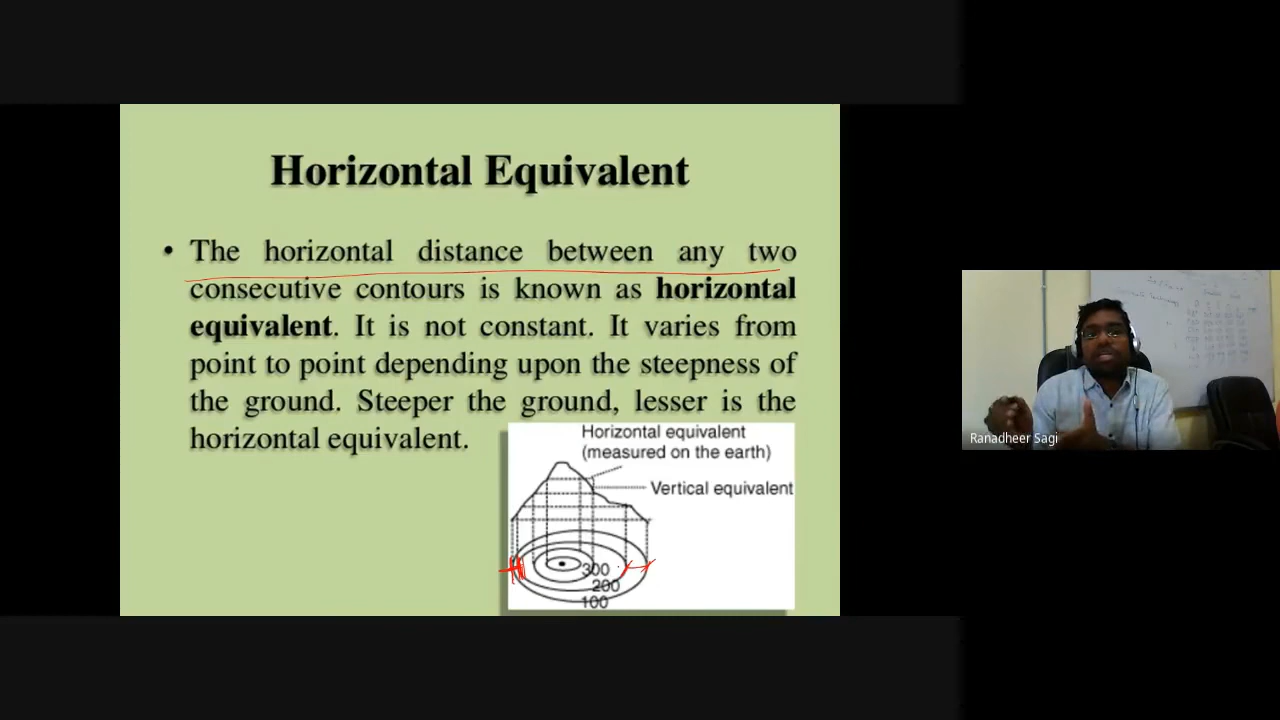 Horizontal Equivalent
• The horizontal distance between any two
consecutive contours is known as horizontal
equivalent. It is not constant. It varies from
point to point depending upon the steepness of
the ground. Steeper the ground, lesser is the
horizontal equivalent.
Horizontal equivalent
(measured on the earth)
Vertical equivalent
300
200
100
Ranadheer Sagi